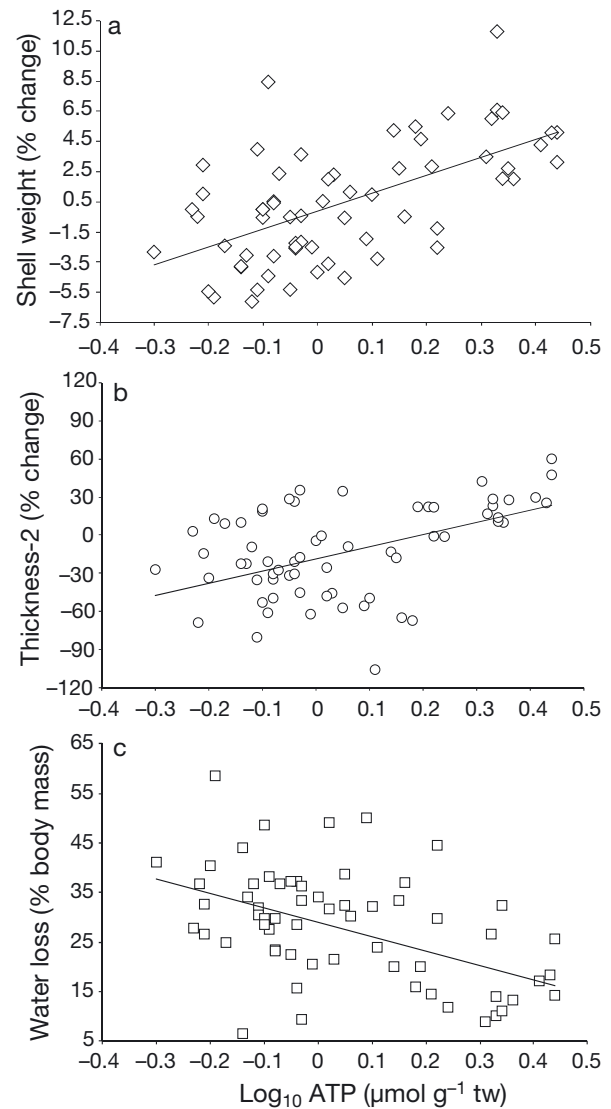 a
Shell weight (% change)
12.5
10.5
8.5
6.5
4.5
2.5
0.5
−1.5
−3.5
−5.5
−7.5
−0.4 −0.3 −0.2 −0.1 0 0.1 0.2 0.3 0.4 0.5
b
Thickness-2 (% change)
120
90
60
30
0
−30
−60
−90
−120
−0.4 −0.3 −0.2 −0.1 0 0.1 0.2 0.3 0.4 0.5
c
Water loss (% body mass)
65
55
45
35
25
15
5
−0.4 −0.3 −0.2 −0.1 0 0.1 0.2 0.3 0.4 0.5
Log₁₀ ATP (µmol g⁻¹ tw)